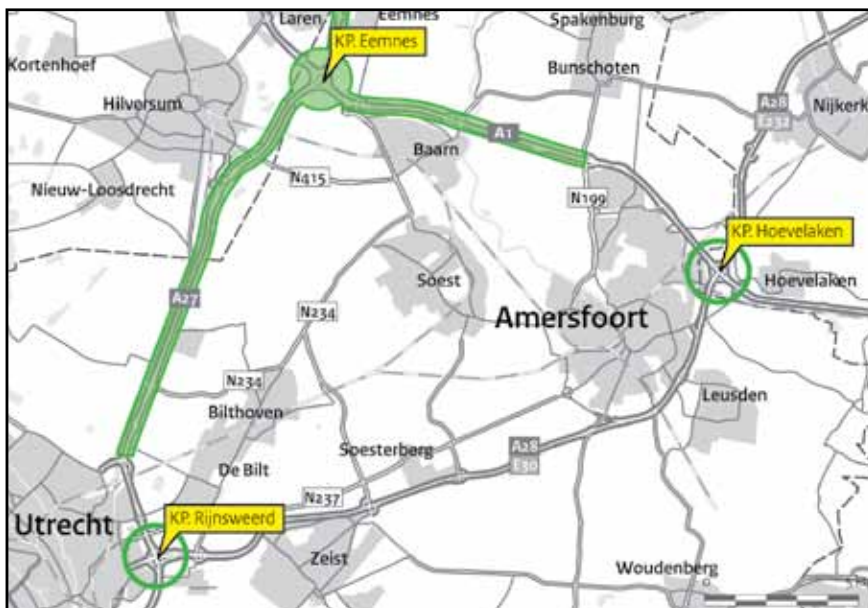 Laren
Eemnes
Spakenburg
KP. Eemnes
Kortenhoef
Bunschoten
Hilversum
A28
E232
Nijkerk
A1
Baarn
N415
Nieuw-Loosdrecht
N199
KP. Hoevelaken
Soest
Hoevelaken
A27
Amersfoort
N234
N234
Leusden
Bilthoven
Soesterberg
A28
E30
De Bilt
N237
KP. Rijnsweerd
Utrecht
Zeist
Woudenberg
0